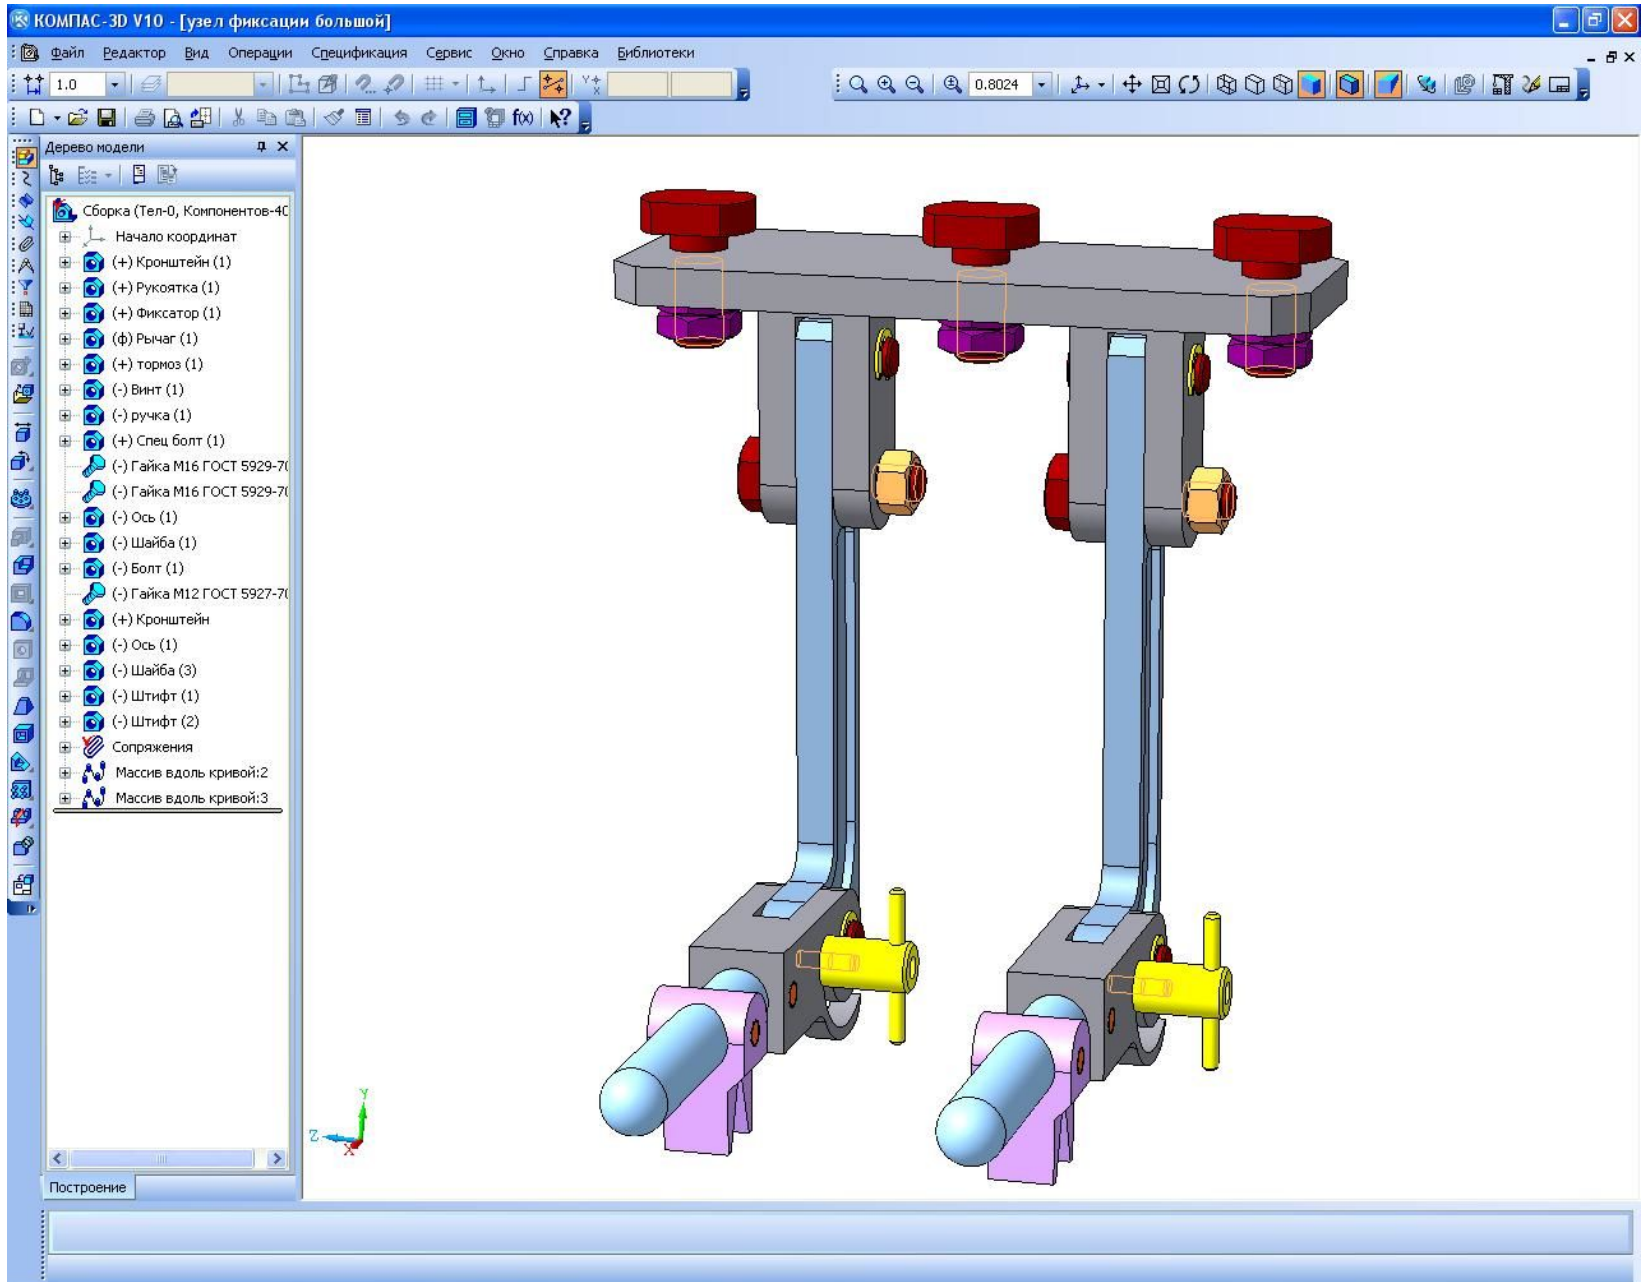 КОМПАС-3D V10 - [узел фиксации большой]
Файл Редактор Вид Операции Спецификация Сервис Окно Справка Библиотеки
1.0
0.8024
f(x)
Дерево модели
Сборка (Тел-0, Компонентов-40
Начало координат
(+) Кронштейн (1)
(+) Рукоятка (1)
(+) Фиксатор (1)
(ф) Рычаг (1)
(+) тормоз (1)
(-) Винт (1)
(-) ручка (1)
(+) Спец болт (1)
(-) Гайка М16 ГОСТ 5929-70
(-) Гайка М16 ГОСТ 5929-70
(-) Ось (1)
(-) Шайба (1)
(-) Болт (1)
(-) Гайка М12 ГОСТ 5927-70
(+) Кронштейн
(-) Ось (1)
(-) Шайба (3)
(-) Штифт (1)
(-) Штифт (2)
Сопряжения
Массив вдоль кривой:2
Массив вдоль кривой:3
Y
Z
X
Построение